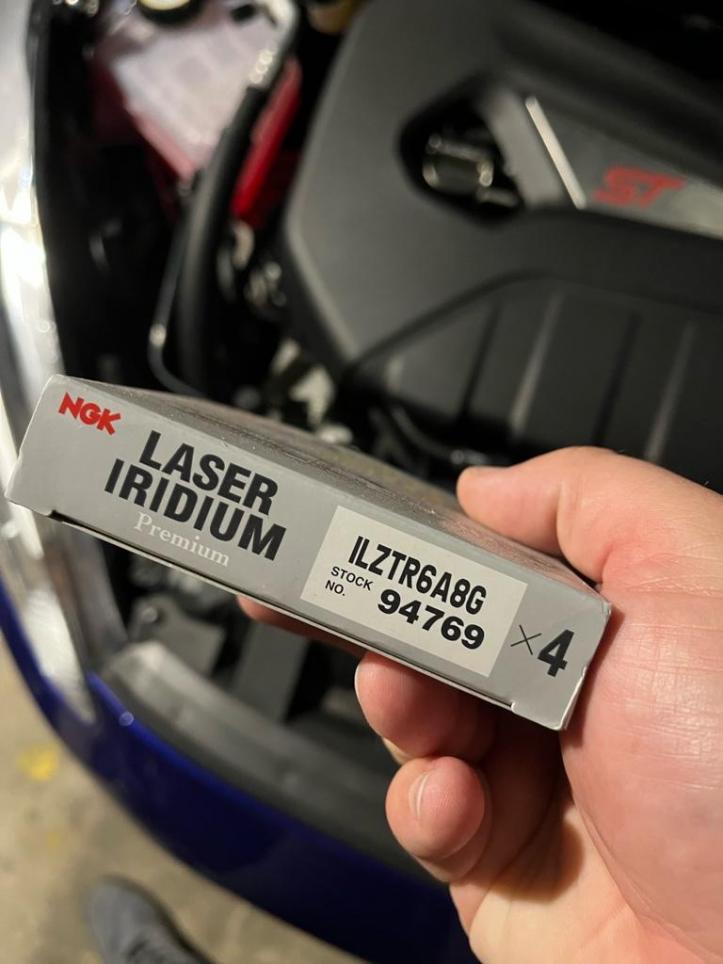 ST
NGK
LASER
IRIDIUM
Premium
ILZTR6A8G
STOCK
NO. 94769
×4